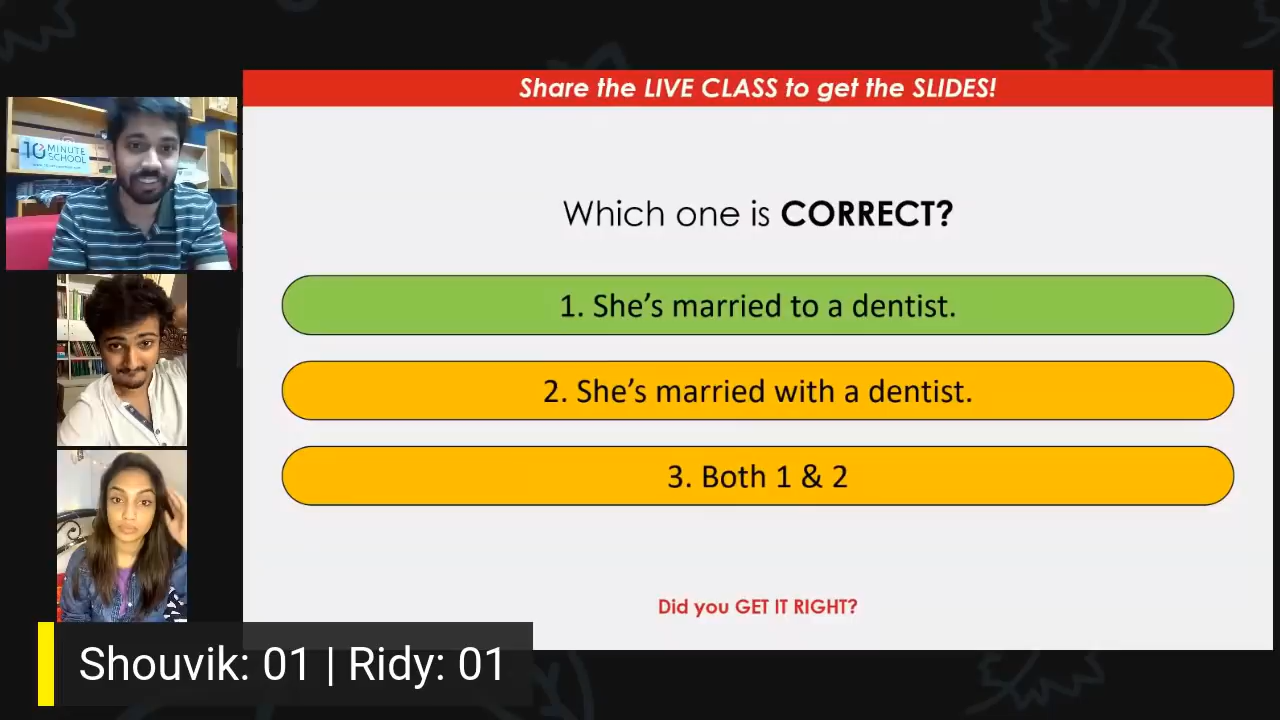 Share the LIVE CLASS to get the SLIDES!
10 MINUTE
SCHOOL
Which one is CORRECT?
1. She's married to a dentist.
2. She's married with a dentist.
3. Both 1 & 2
Did you GET IT RIGHT?
Shouvik: 01 | Ridy: 01